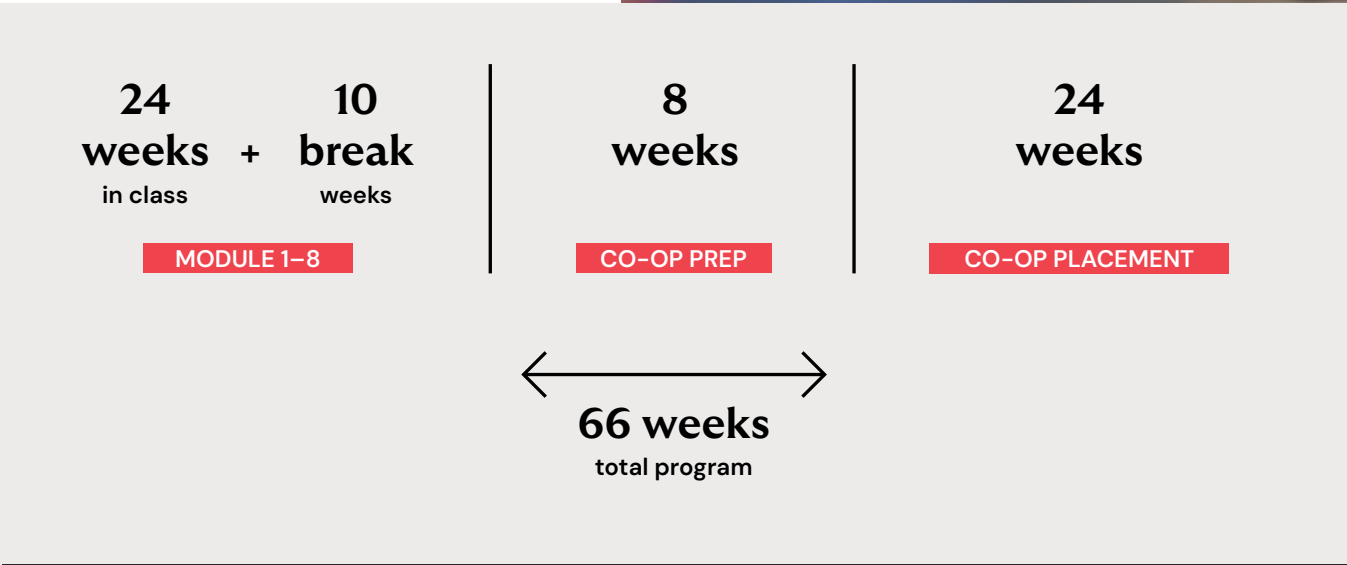 24
weeks
in class
+
10
break
weeks
MODULE 1–8
8
weeks
CO-OP PREP
24
weeks
CO-OP PLACEMENT
66 weeks
total program